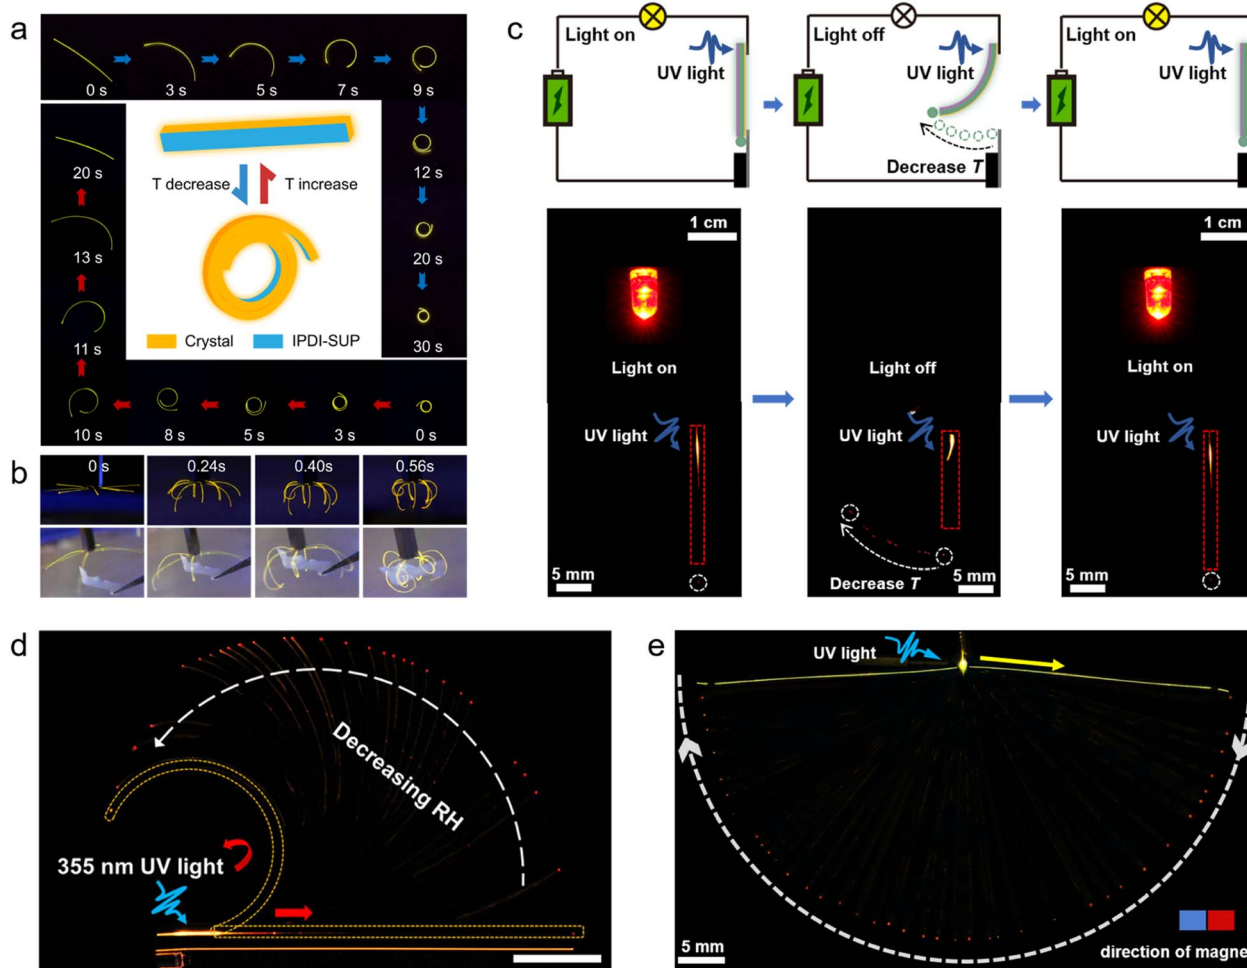 a
0 s
3 s
5 s
7 s
9 s
12 s
20 s
30 s
0 s
3 s
5 s
8 s
10 s
11 s
13 s
20 s
T decrease
T increase
Crystal
IPDI-SUP
b
0 s
0.24s
0.40s
0.56s
c
Light on
UV light
Light off
UV light
Decrease T
Light on
UV light
1 cm
Light on
UV light
5 mm
Light off
UV light
Decrease T
5 mm
1 cm
Light on
UV light
5 mm
d
Decreasing RH
355 nm UV light
e
UV light
5 mm
direction of magne